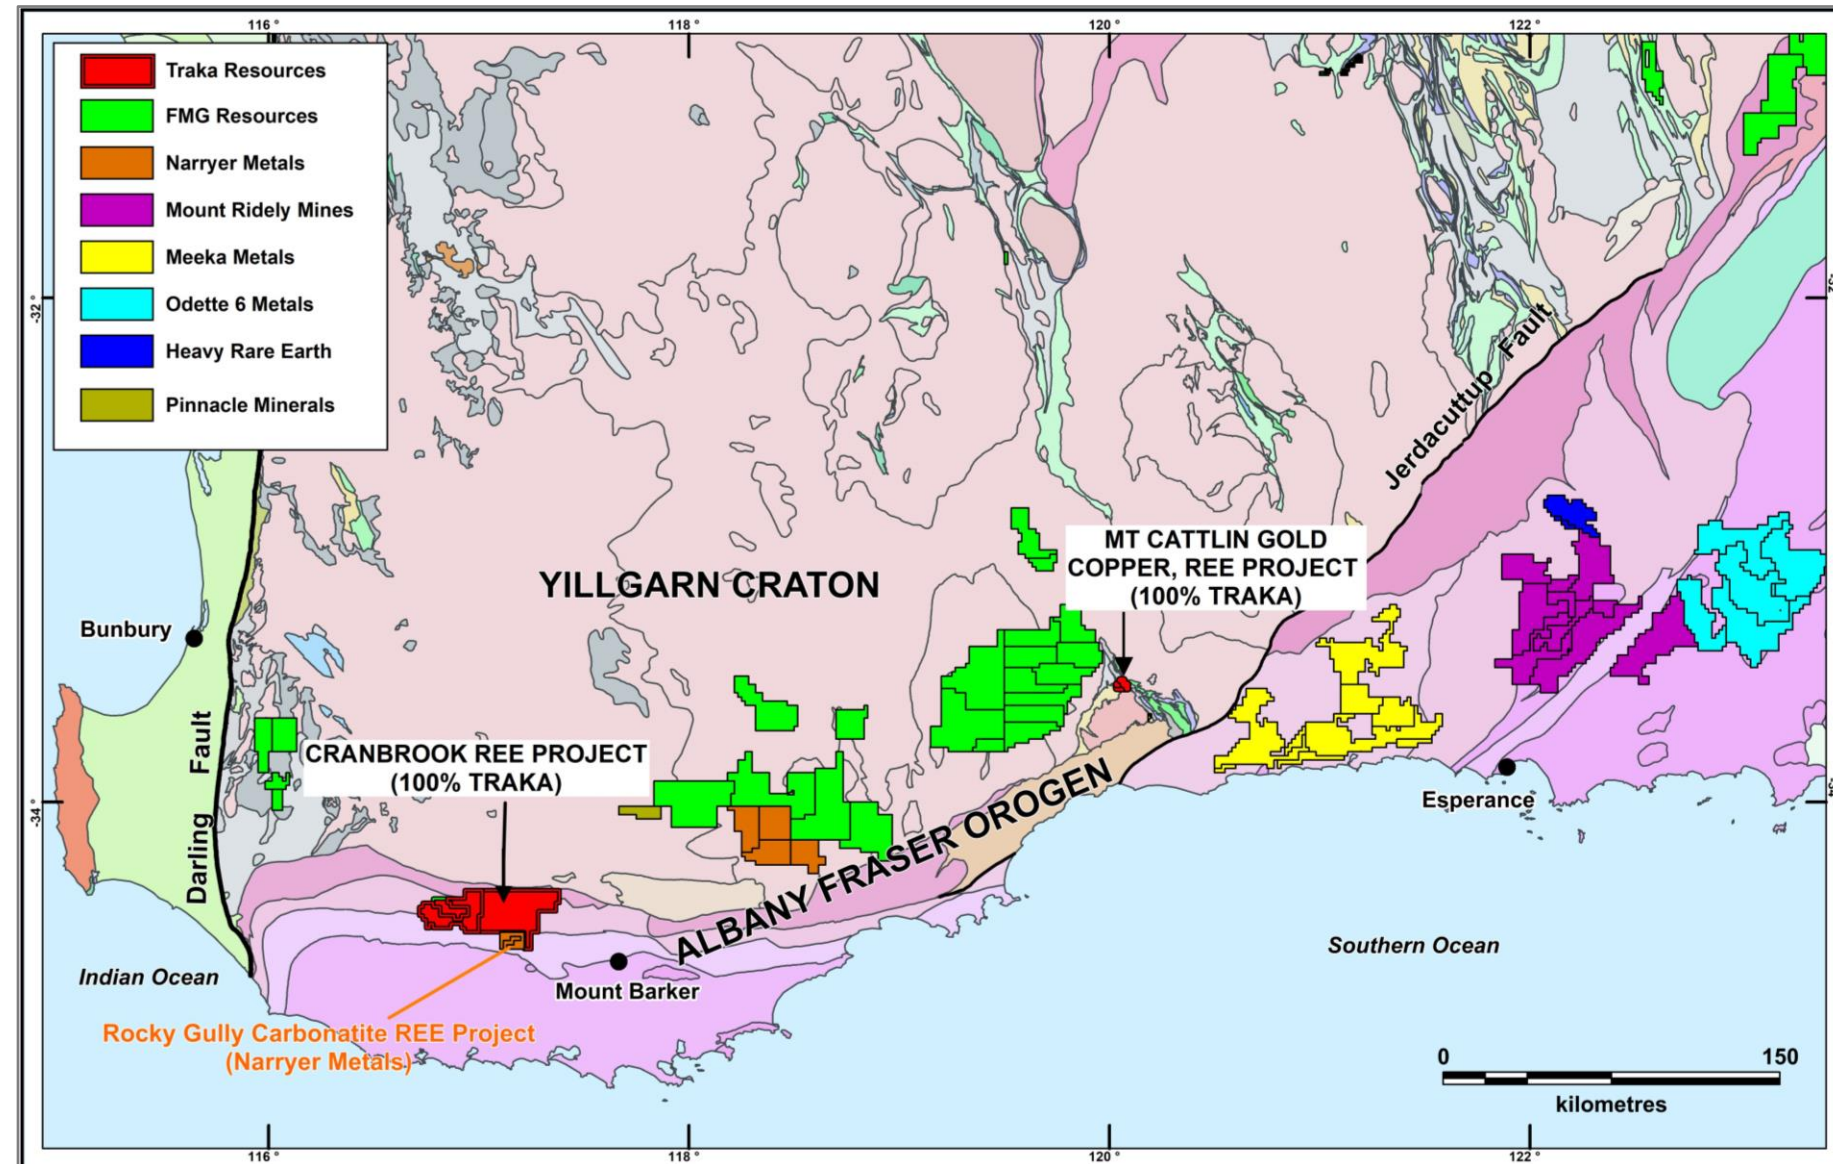 116 °
118 °
120 °
122 °
Traka Resources
FMG Resources
Narryer Metals
Mount Ridely Mines
Meeka Metals
Odette 6 Metals
Heavy Rare Earth
Pinnacle Minerals
-32 °
Jerdacuttup Fault
MT CATTLIN GOLD
COPPER, REE PROJECT
(100% TRAKA)
YILLGARN CRATON
Bunbury
Darling Fault
CRANBROOK REE PROJECT
(100% TRAKA)
-34 °
ALBANY FRASER OROGEN
Esperance
Southern Ocean
Indian Ocean
Mount Barker
Rocky Gully Carbonatite REE Project
(Narryer Metals)
0
150
kilometres
116 °
118 °
120 °
122 °